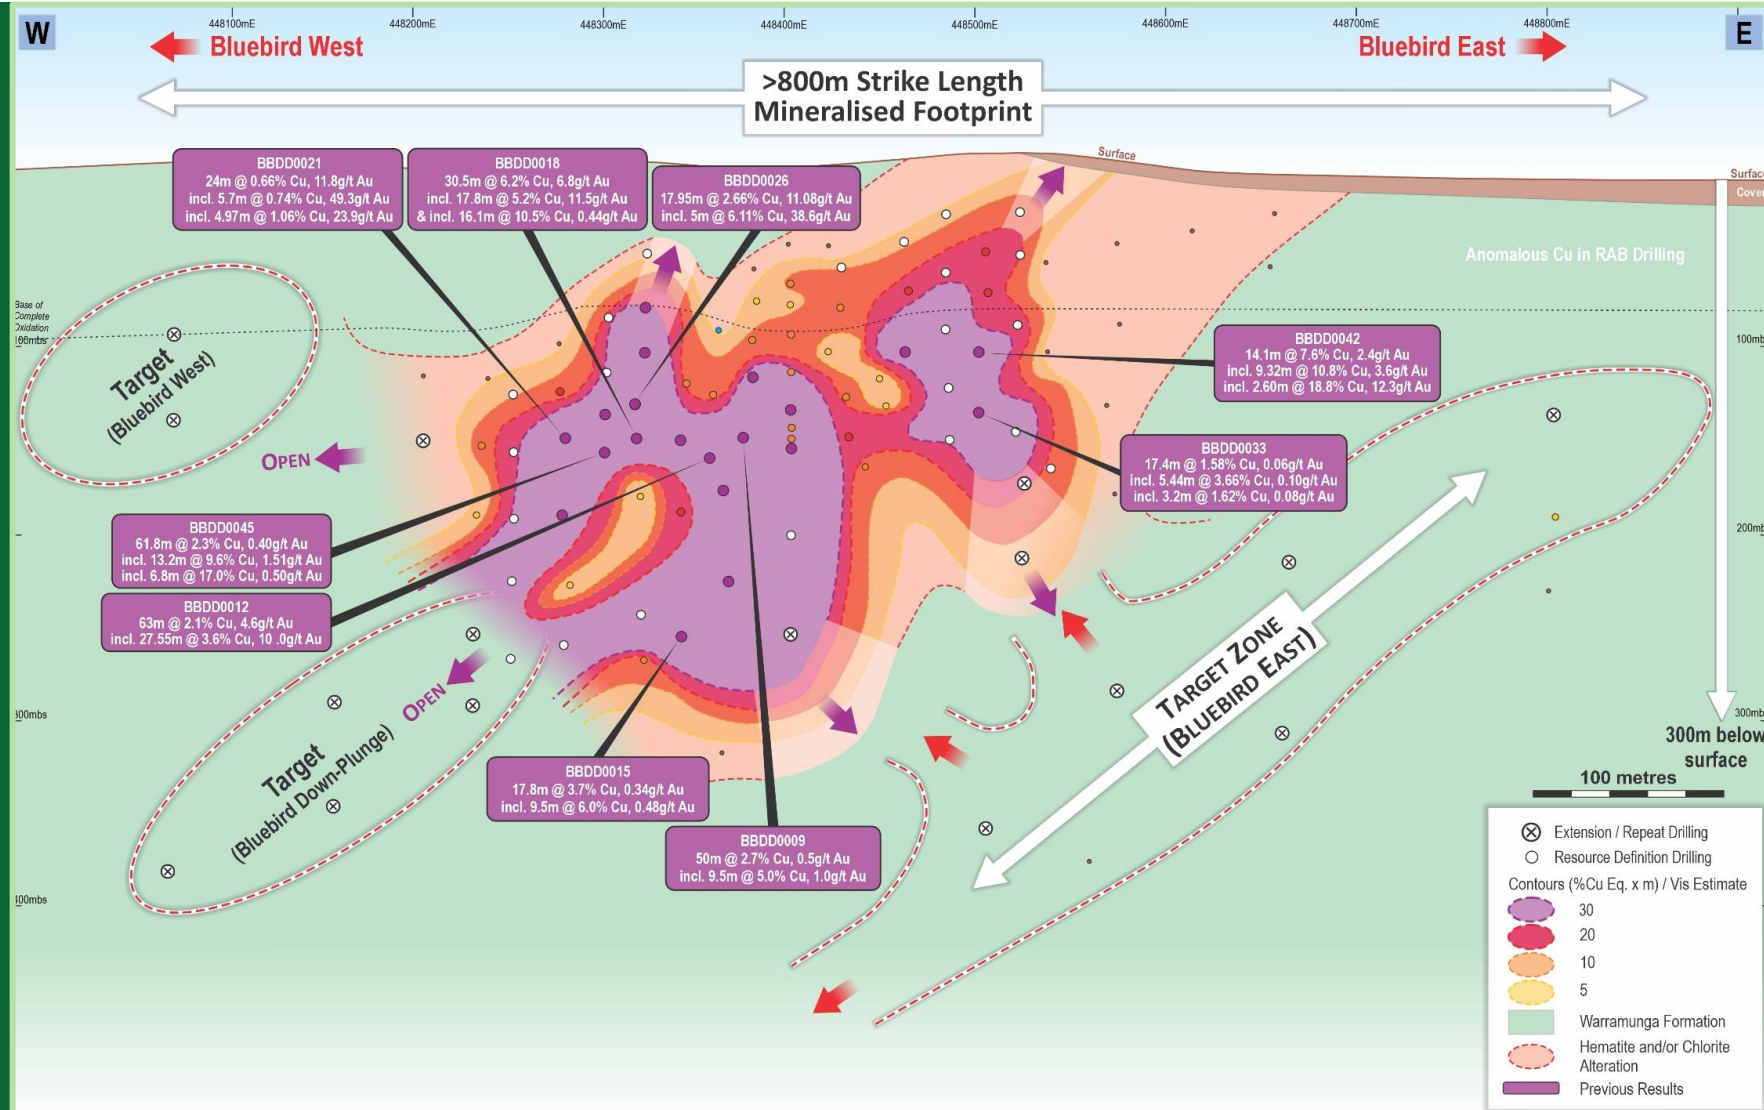 W
E
448100mE
448200mE
448300mE
448400mE
448500mE
448600mE
448700mE
448800mE
Bluebird West
Bluebird East
>800m Strike Length
Mineralised Footprint
Surface
Surfac
Cover
BBDD0021
24m @ 0.66% Cu, 11.8g/t Au
incl. 5.7m @ 0.74% Cu, 49.3g/t Au
incl. 4.97m @ 1.06% Cu, 23.9g/t Au
BBDD0018
30.5m @ 6.2% Cu, 6.8g/t Au
incl. 17.8m @ 5.2% Cu, 11.5g/t Au
& incl. 16.1m @ 10.5% Cu, 0.44g/t Au
BBDD0026
17.95m @ 2.66% Cu, 11.08g/t Au
incl. 5m @ 6.11% Cu, 38.6g/t Au
Anomalous Cu in RAB Drilling
Base of
Complete
Oxidation
100mbs
100mb
Target
(Bluebird West)
BBDD0042
14.1m @ 7.6% Cu, 2.4g/t Au
incl. 9.32m @ 10.8% Cu, 3.6g/t Au
incl. 2.60m @ 18.8% Cu, 12.3g/t Au
OPEN
BBDD0033
17.4m @ 1.58% Cu, 0.06g/t Au
incl. 5.44m @ 3.66% Cu, 0.10g/t Au
incl. 3.2m @ 1.62% Cu, 0.08g/t Au
BBDD0045
61.8m @ 2.3% Cu, 0.40g/t Au
incl. 13.2m @ 9.6% Cu, 1.51g/t Au
incl. 6.8m @ 17.0% Cu, 0.50g/t Au
200mb
BBDD0012
63m @ 2.1% Cu, 4.6g/t Au
incl. 27.55m @ 3.6% Cu, 10 .0g/t Au
OPEN
TARGET ZONE
(BLUEBIRD EAST)
300mbs
300mb
300m below
surface
Target
(Bluebird Down-Plunge)
BBDD0015
17.8m @ 3.7% Cu, 0.34g/t Au
incl. 9.5m @ 6.0% Cu, 0.48g/t Au
BBDD0009
50m @ 2.7% Cu, 0.5g/t Au
incl. 9.5m @ 5.0% Cu, 1.0g/t Au
400mbs
100 metres
Extension / Repeat Drilling
Resource Definition Drilling
Contours (%Cu Eq. x m) / Vis Estimate
30
20
10
5
Warramunga Formation
Hematite and/or Chlorite
Alteration
Previous Results